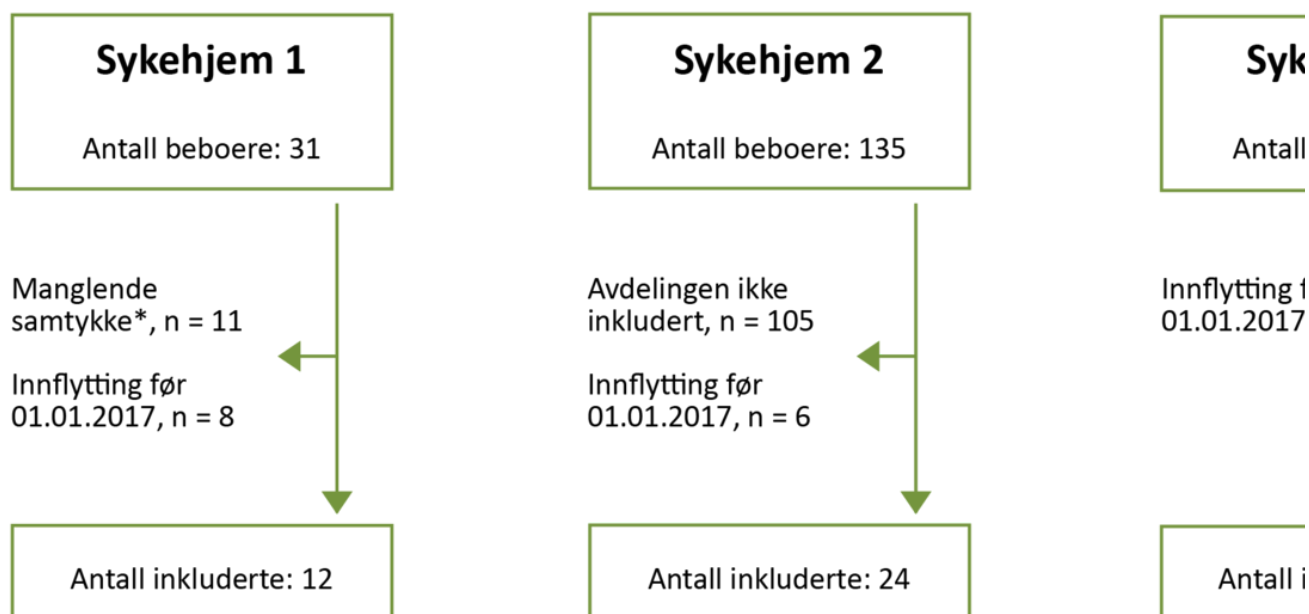 Sykehjem 1
Antall beboere: 31
Manglende
samtykke*, n = 11
Innflytting før
01.01.2017, n = 8
Antall inkluderte: 12
Sykehjem 2
Antall beboere: 135
Avdelingen ikke
inkludert, n = 105
Innflytting før
01.01.2017, n = 6
Antall inkluderte: 24
Antall
Innflytting
01.01.2017
Antall